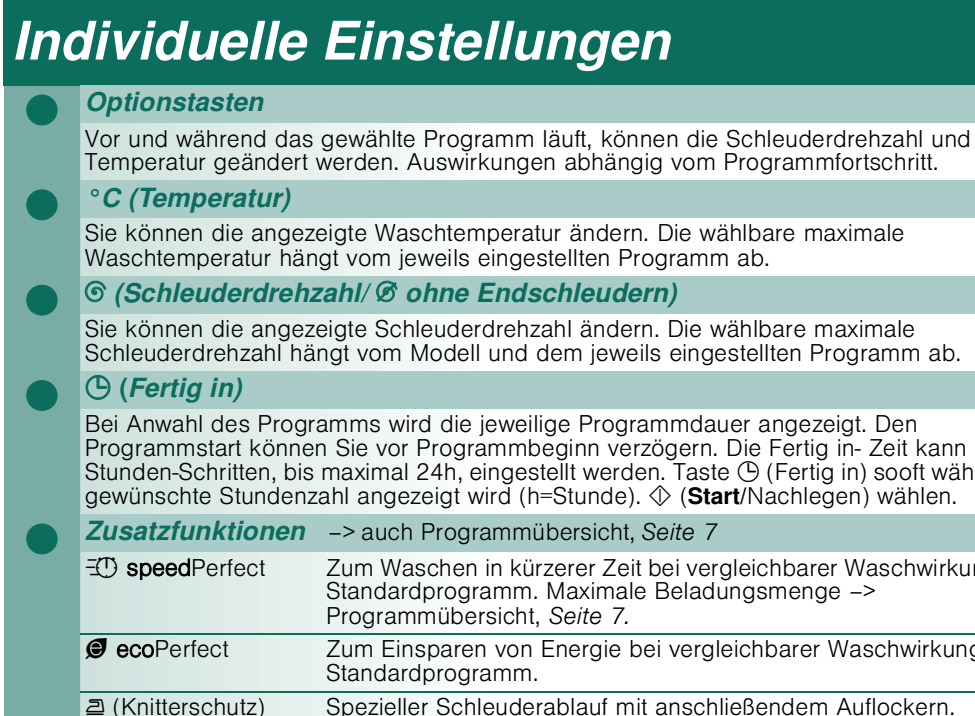 Individuelle Einstellungen
Optionstasten
Vor und während das gewählte Programm läuft, können die Schleuderdrehzahl und
Temperatur geändert werden. Auswirkungen abhängig vom Programmfortschritt.
°C (Temperatur)
Sie können die angezeigte Waschtemperatur ändern. Die wählbare maximale
Waschtemperatur hängt vom jeweils eingestellten Programm ab.
(Schleuderdrehzahl/ ohne Endschleudern)
Sie können die angezeigte Schleuderdrehzahl ändern. Die wählbare maximale
Schleuderdrehzahl hängt vom Modell und dem jeweils eingestellten Programm ab.
(Fertig in)
Bei Anwahl des Programms wird die jeweilige Programmdauer angezeigt. Den
Programmstart können Sie vor Programmbeginn verzögern. Die Fertig in- Zeit kann
Stunden-Schritten, bis maximal 24h, eingestellt werden. Taste (Fertig in) sooft
gewünschte Stundenzahl angezeigt wird (h=Stunde). (Start/Nachlegen) wählen.
Zusatzfunktionen –> auch Programmübersicht, Seite 7
speedPerfect Zum Waschen in kürzerer Zeit bei vergleichbarer
Standardprogramm. Maximale Beladungsmenge –>
Programmübersicht, Seite 7.
ecoPerfect Zum Einsparen von Energie bei vergleichbarer Waschwirkung
Standardprogramm.
(Knitterschutz) Spezieller Schleuderablauf mit anschließendem Auflockern.